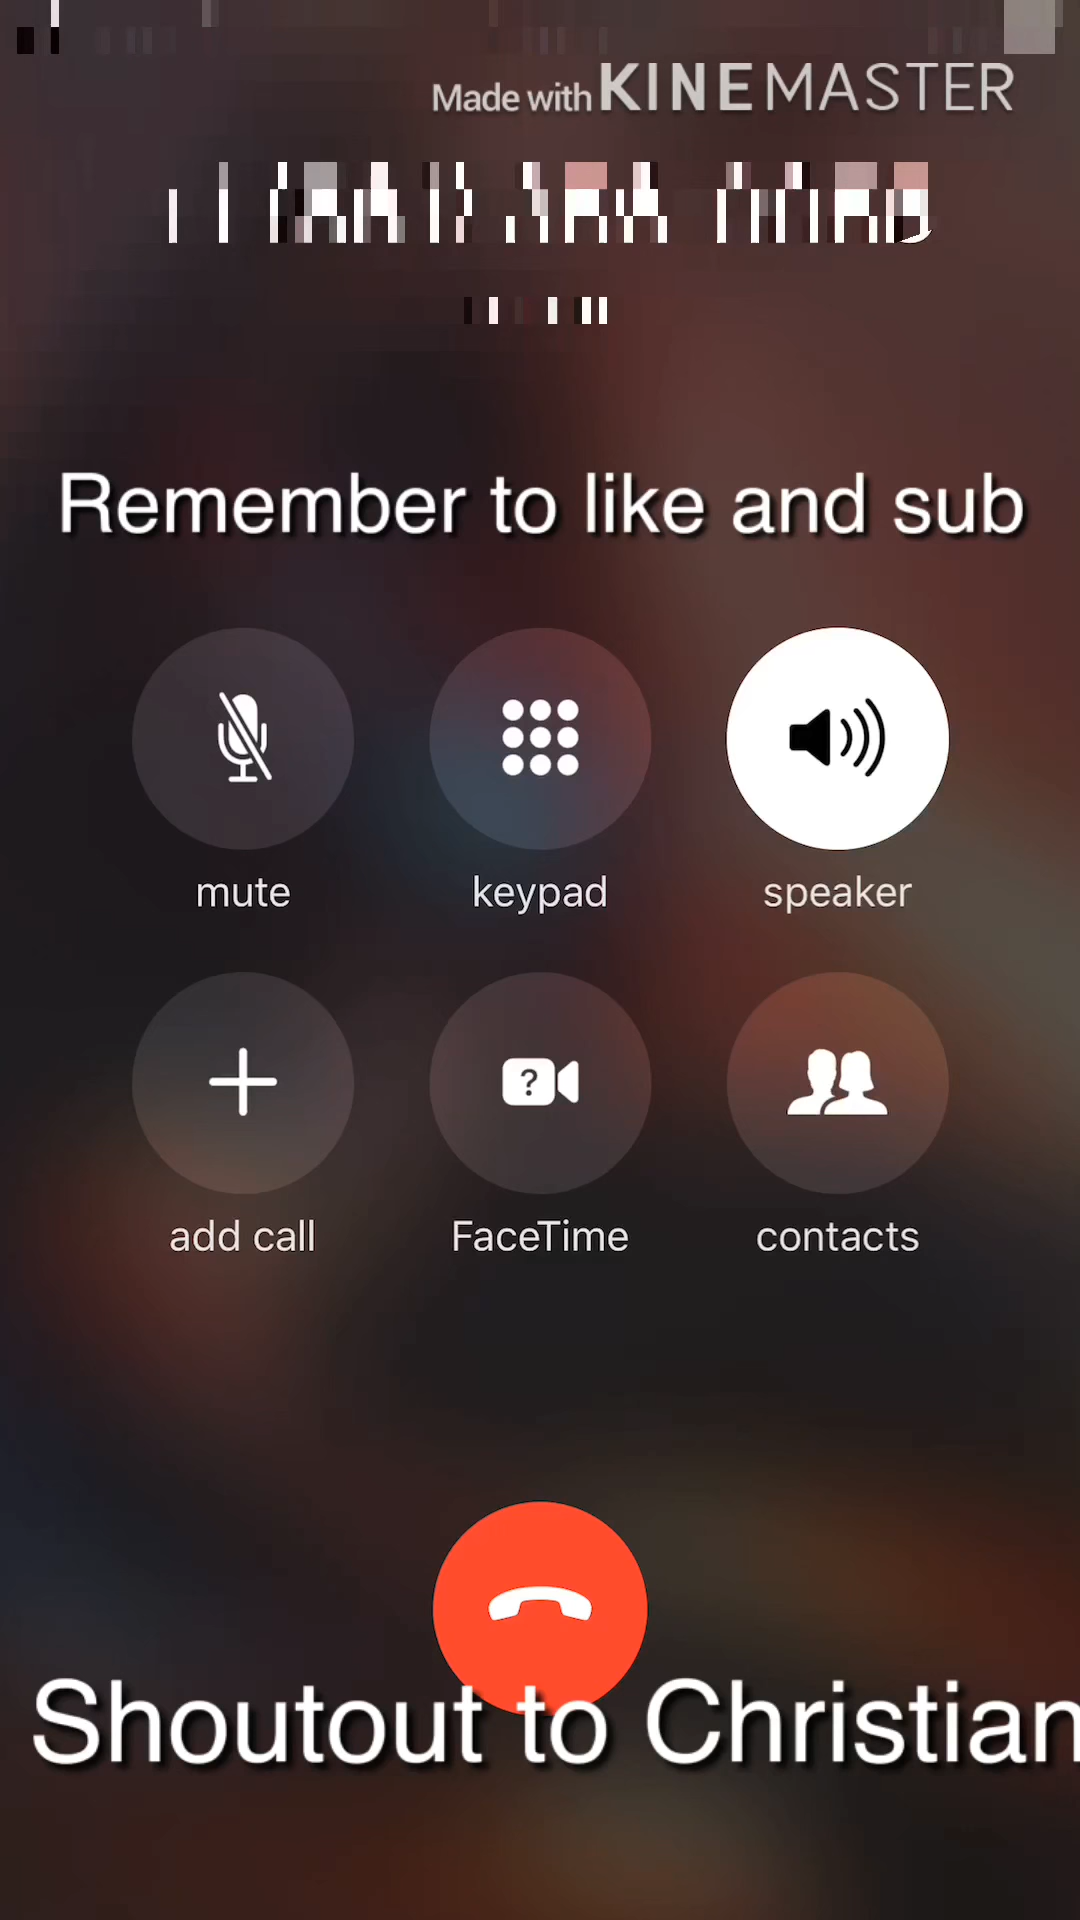 Made with KINEMASTER
Remember to like and sub
mute keypad speaker
add call FaceTime contacts
Shoutout to Christian